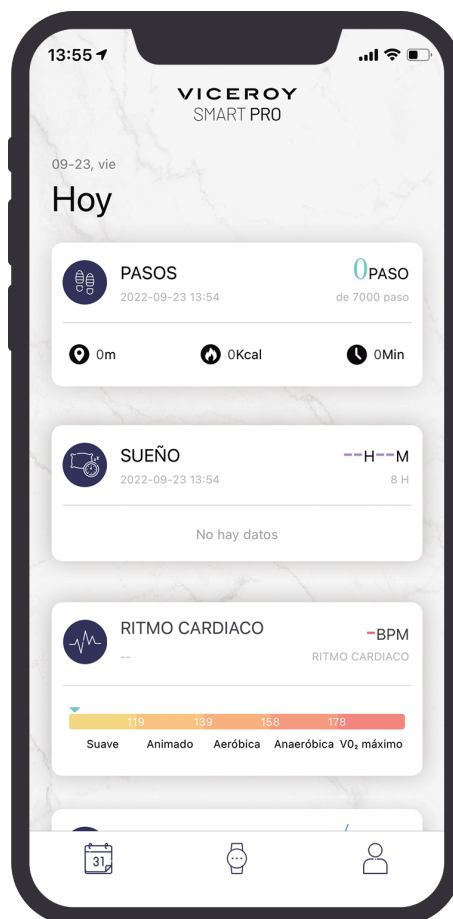 13:55
VICEROY
SMART PRO
09-23, vie
Hoy
PASOS 0PASO
2022-09-23 13:54 de 7000 paso
0m 0Kcal 0Min
SUEÑO --H--M
2022-09-23 13:54 8 H
No hay datos
RITMO CARDIACO -BPM
-- RITMO CARDIACO
119 139 158 178
Suave Animado Aeróbica Anaeróbica VO₂ máximo
31